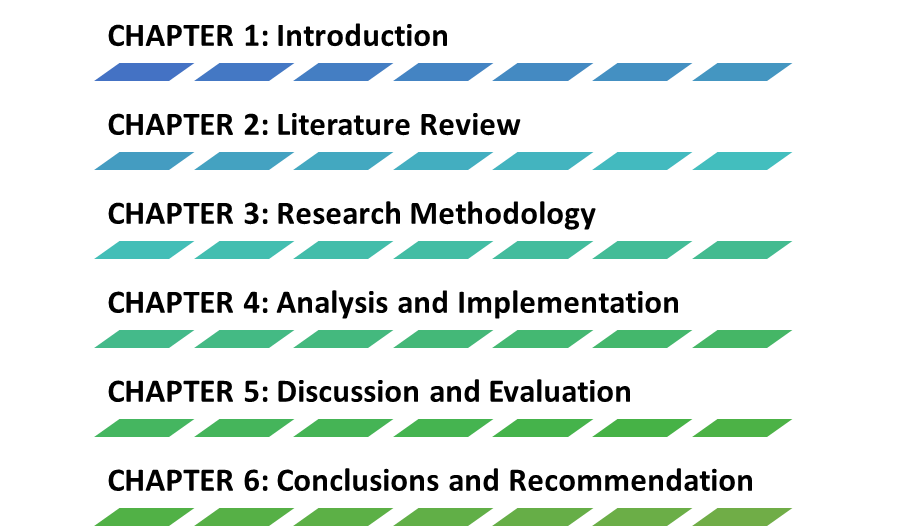 CHAPTER 1: Introduction
CHAPTER 2: Literature Review
CHAPTER 3: Research Methodology
CHAPTER 4: Analysis and Implementation
CHAPTER 5: Discussion and Evaluation
CHAPTER 6: Conclusions and Recommendation